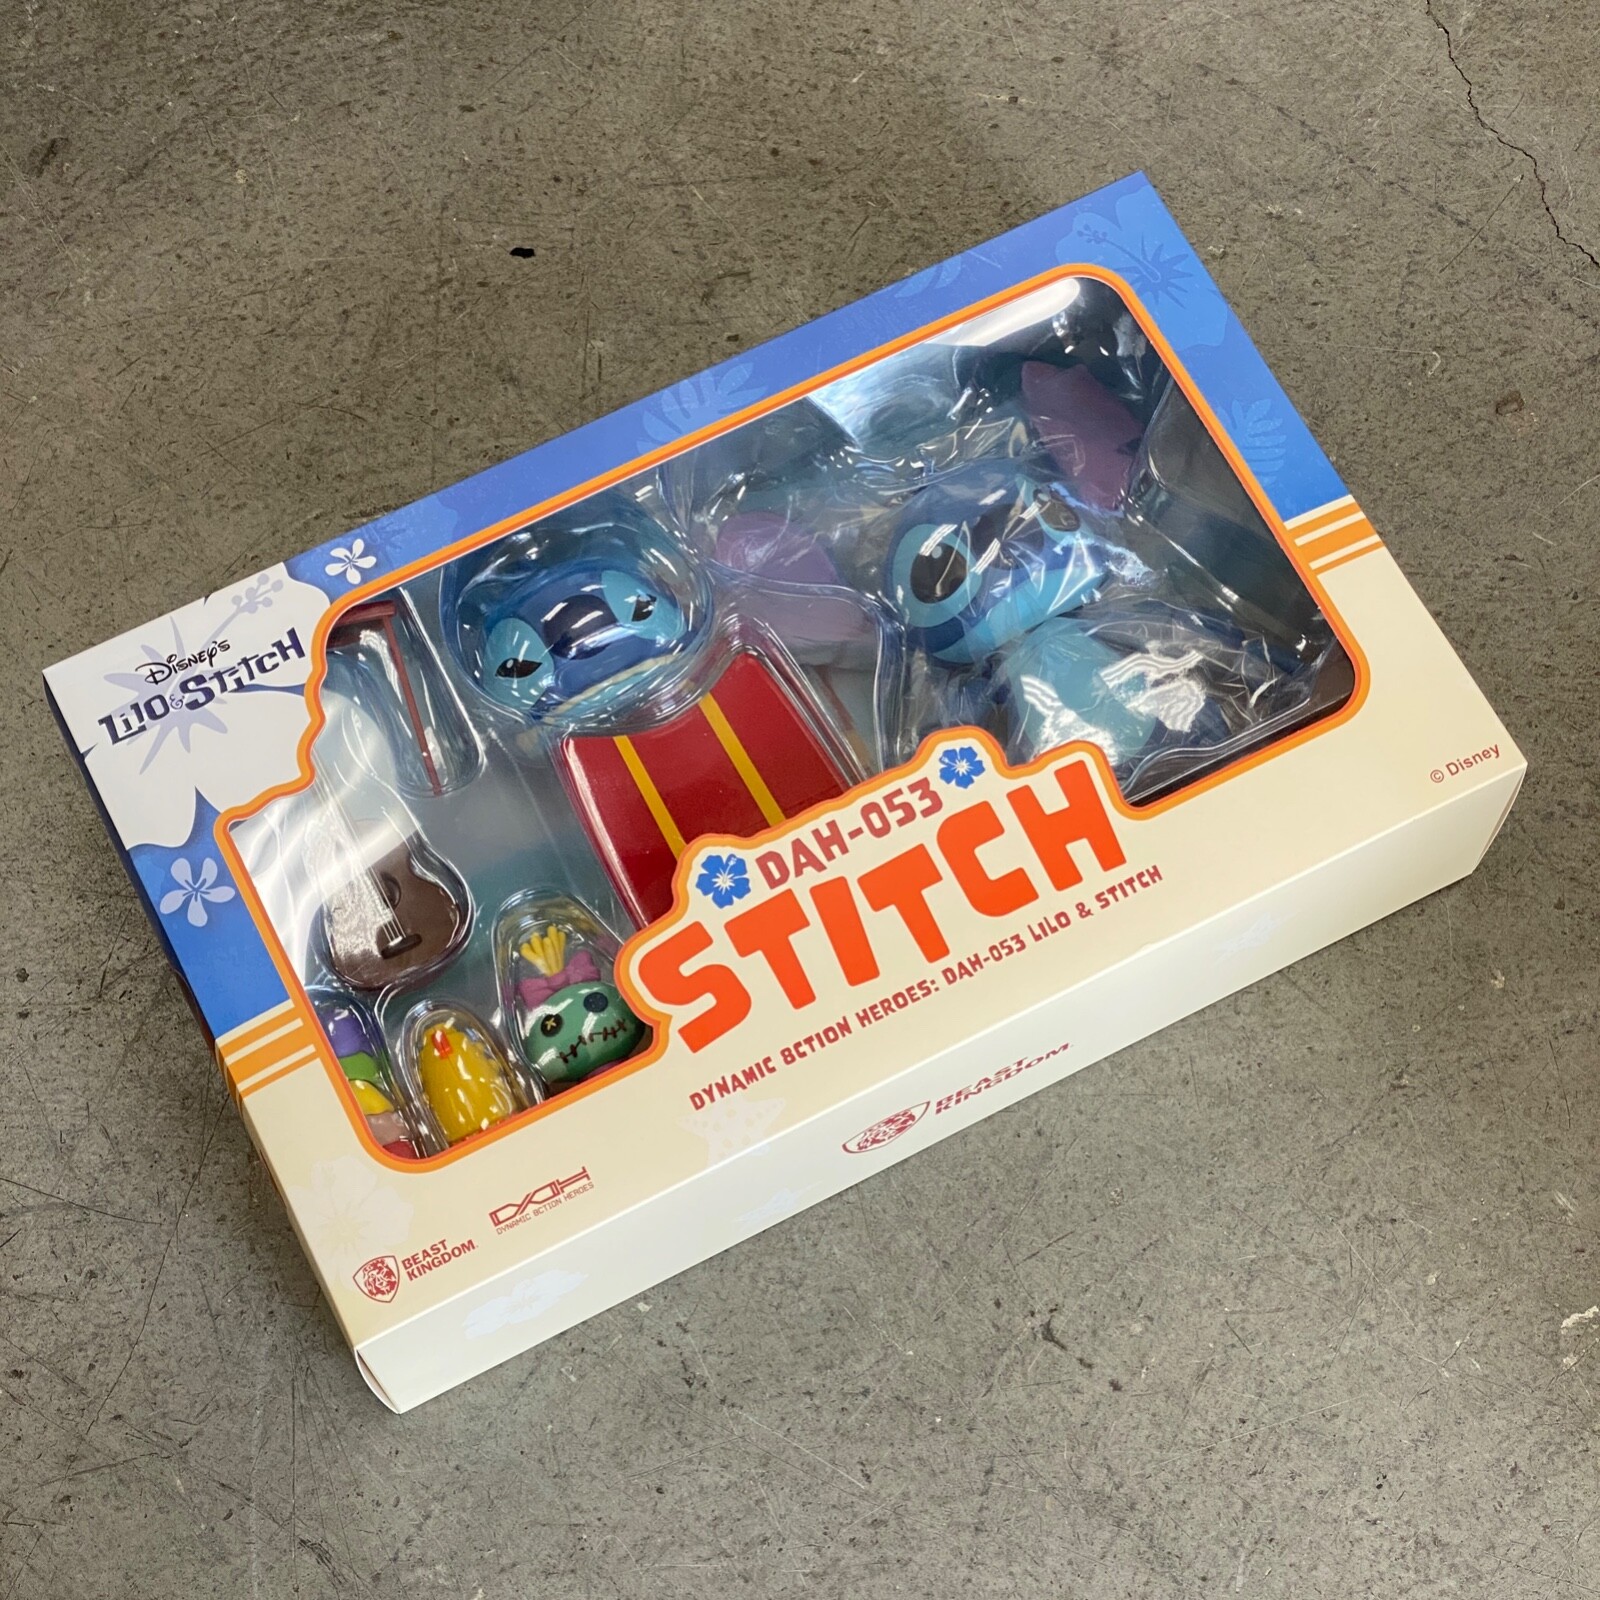 Disney's
Lilo & Stitch
© Disney
DAH-053
STITCH
DYNAMIC 8CTION HEROES: DAH-053 LILO & STITCH
BEAST
KINGDOM
DAH
DYNAMIC 8CTION HEROES
BEAST
KINGDOM